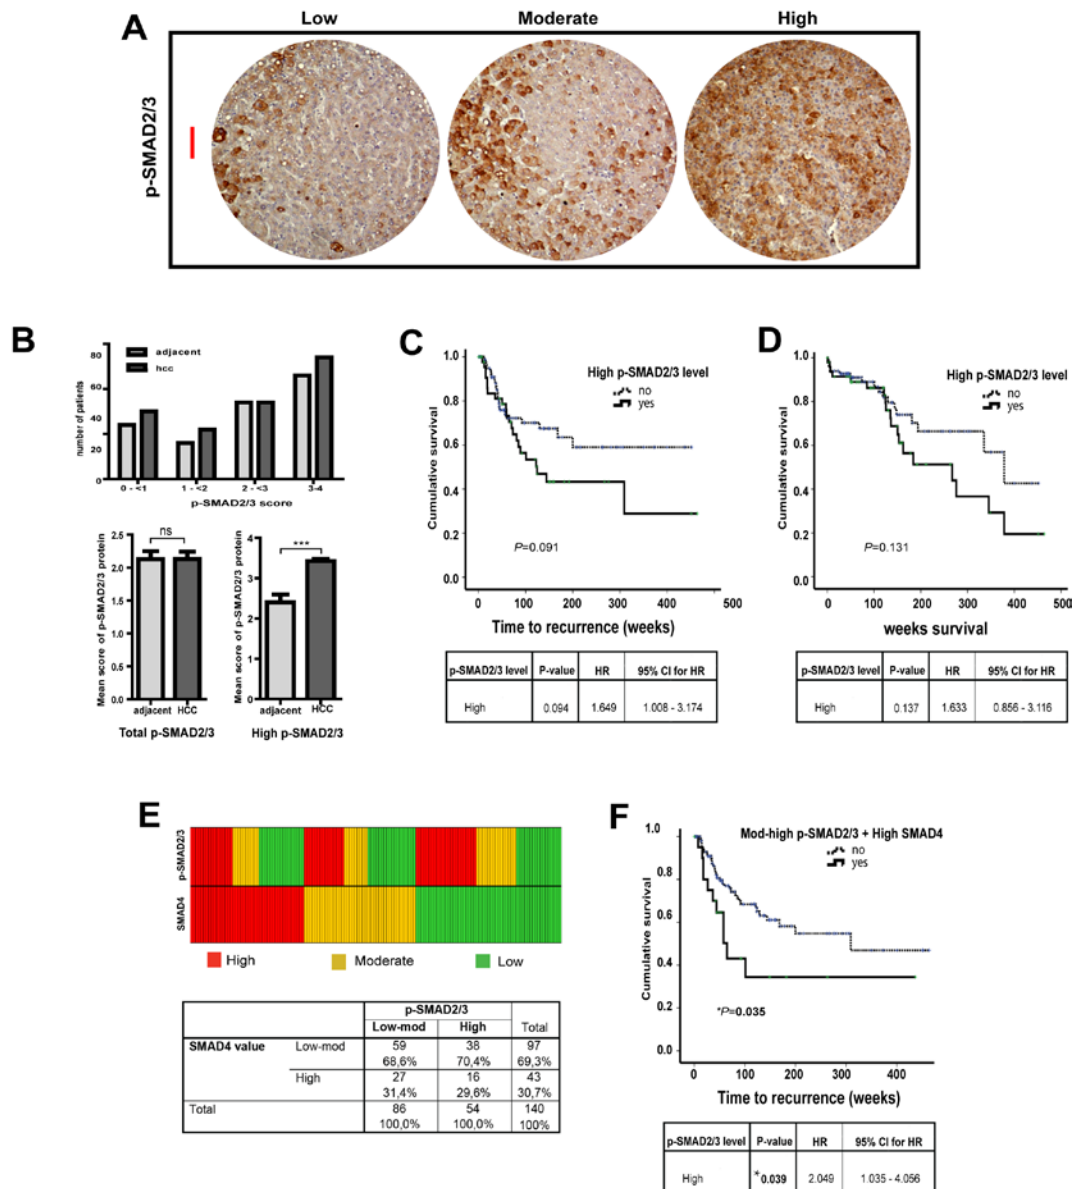 A
Low Moderate High
p-SMAD2/3
B
adjacent
hcc
number of patients
80
60
40
20
0
0 - <1 1 - <2 2 - <3 3-4
p-SMAD2/3 score
Mean score of p-SMAD2/3 protein
2.5
2.0
1.5
1.0
0.5
0.0
ns
adjacent HCC
Total p-SMAD2/3
Mean score of p-SMAD2/3 protein
4
3
2
1
0
***
adjacent HCC
High p-SMAD2/3
C
High p-SMAD2/3 level
no
yes
Cumulative survival
1.0
0.8
0.6
0.4
0.2
0.0
P=0.091
0 100 200 300 400 500
Time to recurrence (weeks)
p-SMAD2/3 level P-value HR 95% CI for HR
High 0.094 1.649 1.008 - 3.174
D
High p-SMAD2/3 level
no
yes
Cumulative survival
1.0
0.8
0.6
0.4
0.2
0.0
P=0.131
0 100 200 300 400 500
weeks survival
p-SMAD2/3 level P-value HR 95% CI for HR
High 0.137 1.633 0.856 - 3.116
E
p-SMAD2/3
SMAD4
High Moderate Low
p-SMAD2/3
Low-mod High Total
SMAD4 value Low-mod 59 38 97
68,6% 70,4% 69,3%
High 27 16 43
31,4% 29,6% 30,7%
Total 86 54 140
100,0% 100,0% 100%
F
Mod-high p-SMAD2/3 + High SMAD4
no
yes
Cumulative survival
1.0
0.8
0.6
0.4
0.2
0.0
*P=0.035
0 100 200 300 400
Time to recurrence (weeks)
p-SMAD2/3 level P-value HR 95% CI for HR
High *0.039 2.049 1.035 - 4.056